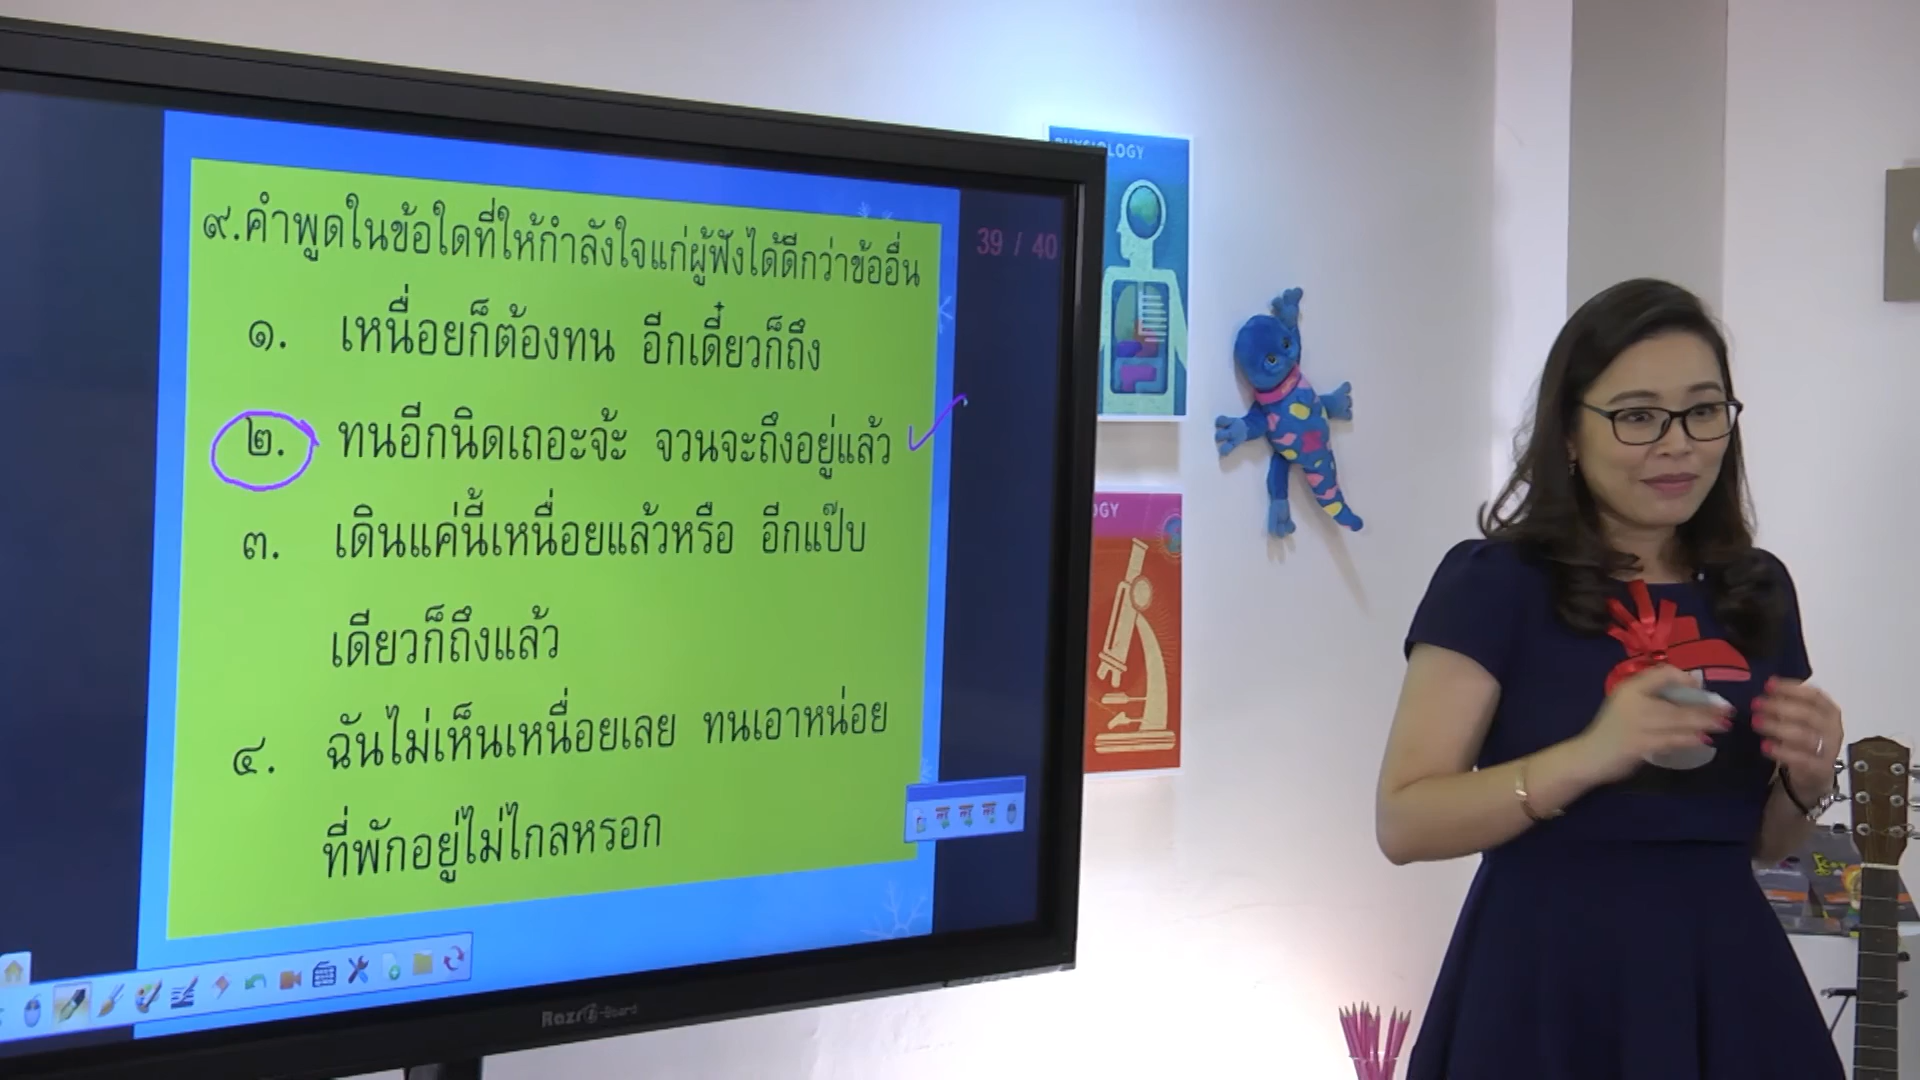 ๙.คำพูดในข้อใดที่ให้กำลังใจแก่ผู้ฟังได้ดีกว่าข้ออื่น
39 / 40
๑. เหนื่อยก็ต้องทน อีกเดี๋ยวก็ถึง
๒. ทนอีกนิดเถอะจ้ะ จวนจะถึงอยู่แล้ว
๓. เดินแค่นี้เหนื่อยแล้วหรือ อีกแป๊บ
เดียวก็ถึงแล้ว
๔. ฉันไม่เห็นเหนื่อยเลย ทนเอาหน่อย
ที่พักอยู่ไม่ไกลหรอก
PHYSIOLOGY
OGY